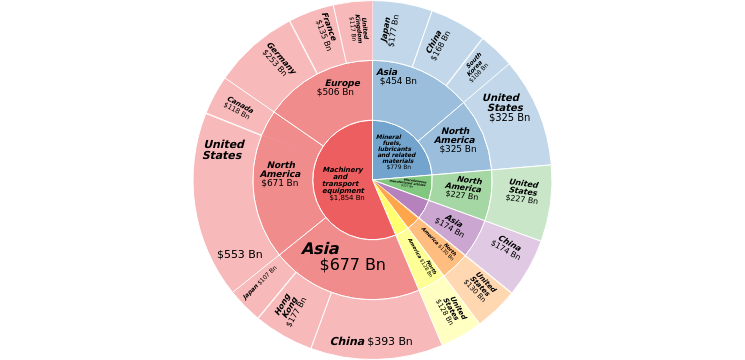 Mineral
fuels,
lubricants
and related
materials
$779 Bn
Machinery
and
transport
equipment
$1,854 Bn
Asia
$454 Bn
North
America
$325 Bn
North
America
$227 Bn
Asia
$174 Bn
North
America $130 Bn
North
America $128 Bn
Asia
$677 Bn
North
America
$671 Bn
Europe
$506 Bn
Japan
$177 Bn
China
$168 Bn
South
Korea
$108 Bn
United
States
$325 Bn
United
States
$227 Bn
China
$174 Bn
United
States
$130 Bn
United
States
$128 Bn
China $393 Bn
Hong
Kong
$177 Bn
Japan $107 Bn
United
States
$553 Bn
Canada
$118 Bn
Germany
$253 Bn
France
$135 Bn
United
Kingdom
$117 Bn